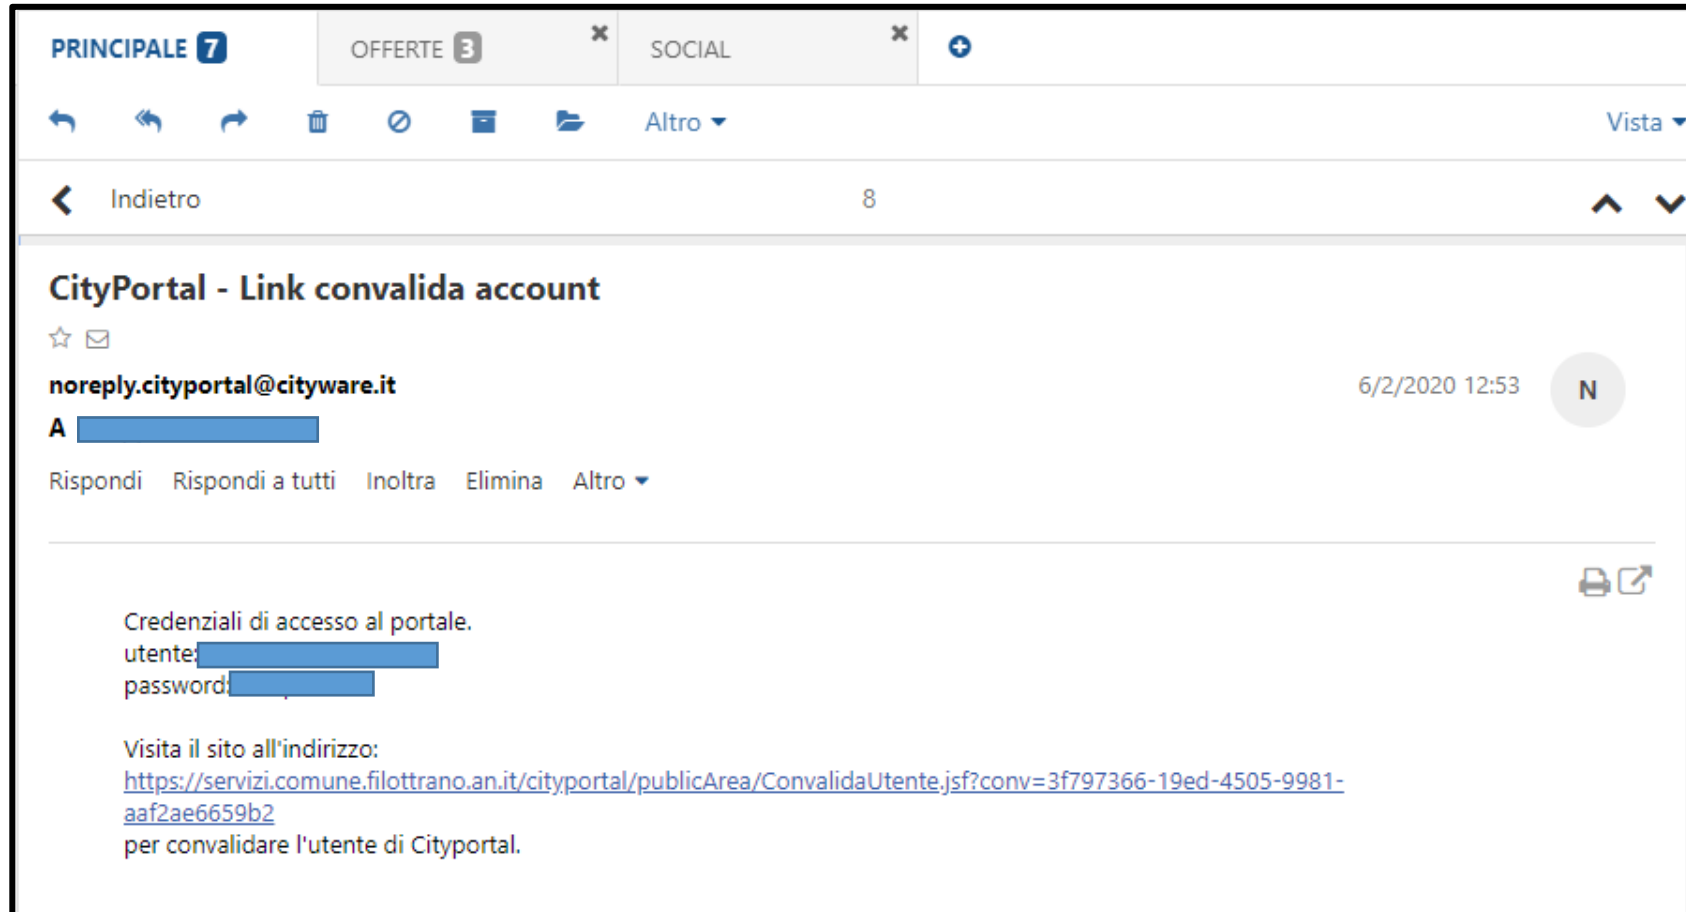 PRINCIPALE 7 OFFERTE 3 SOCIAL
Altro Vista
Indietro 8
CityPortal - Link convalida account
noreply.cityportal@cityware.it 6/2/2020 12:53 N
A
Rispondi Rispondi a tutti Inoltra Elimina Altro
Credenziali di accesso al portale.
utente:
password:
Visita il sito all'indirizzo:
https://servizi.comune.filottrano.an.it/cityportal/publicArea/ConvalidaUtente.jsf?conv=3f797366-19ed-4505-9981-
aaf2ae6659b2
per convalidare l'utente di Cityportal.